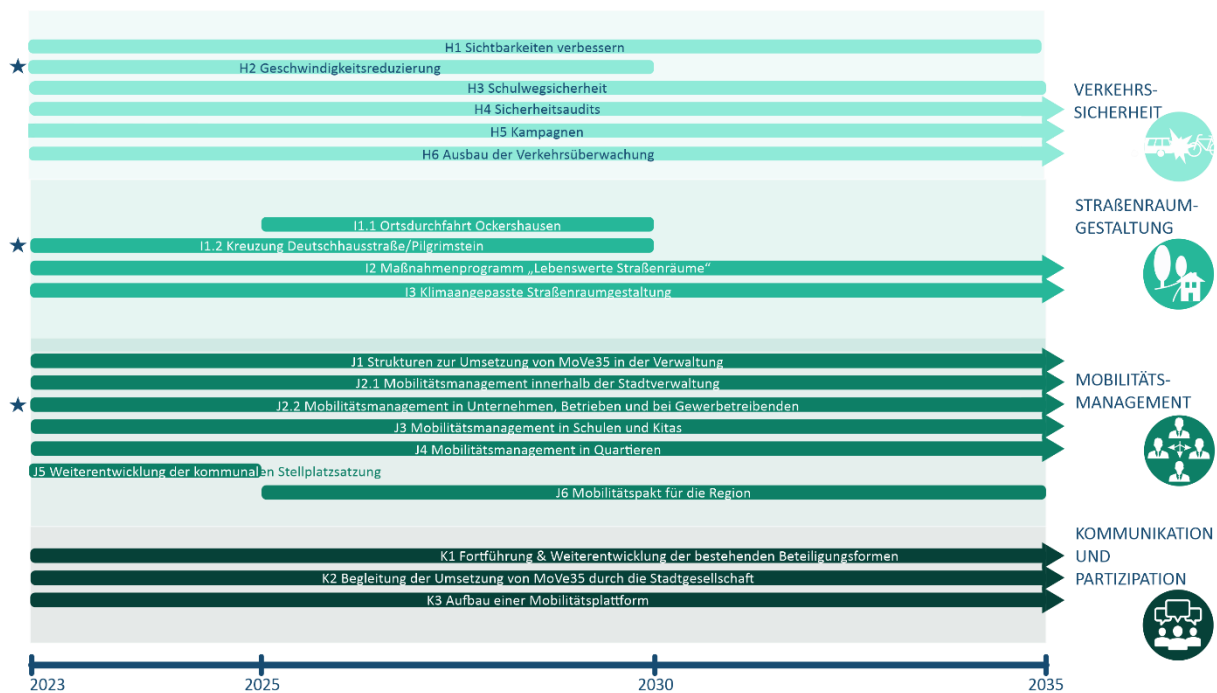 H1 Sichtbarkeiten verbessern
H2 Geschwindigkeitsreduzierung
H3 Schulwegsicherheit
H4 Sicherheitsaudits
H5 Kampagnen
H6 Ausbau der Verkehrsüberwachung
VERKEHRS-
SICHERHEIT
I1.1 Ortsdurchfahrt Ockershausen
I1.2 Kreuzung Deutschhausstraße/Pilgrimstein
I2 Maßnahmenprogramm „Lebenswerte Straßenräume“
I3 Klimaangepasste Straßenraumgestaltung
STRAßENRAUM-
GESTALTUNG
J1 Strukturen zur Umsetzung von MoVe35 in der Verwaltung
J2.1 Mobilitätsmanagement innerhalb der Stadtverwaltung
J2.2 Mobilitätsmanagement in Unternehmen, Betrieben und bei Gewerbetreibenden
J3 Mobilitätsmanagement in Schulen und Kitas
J4 Mobilitätsmanagement in Quartieren
J5 Weiterentwicklung der kommunalen Stellplatzsatzung
J6 Mobilitätspakt für die Region
MOBILITÄTS-
MANAGEMENT
K1 Fortführung & Weiterentwicklung der bestehenden Beteiligungsformen
K2 Begleitung der Umsetzung von MoVe35 durch die Stadtgesellschaft
K3 Aufbau einer Mobilitätsplattform
KOMMUNIKATION
UND
PARTIZIPATION
2023 2025 2030 2035